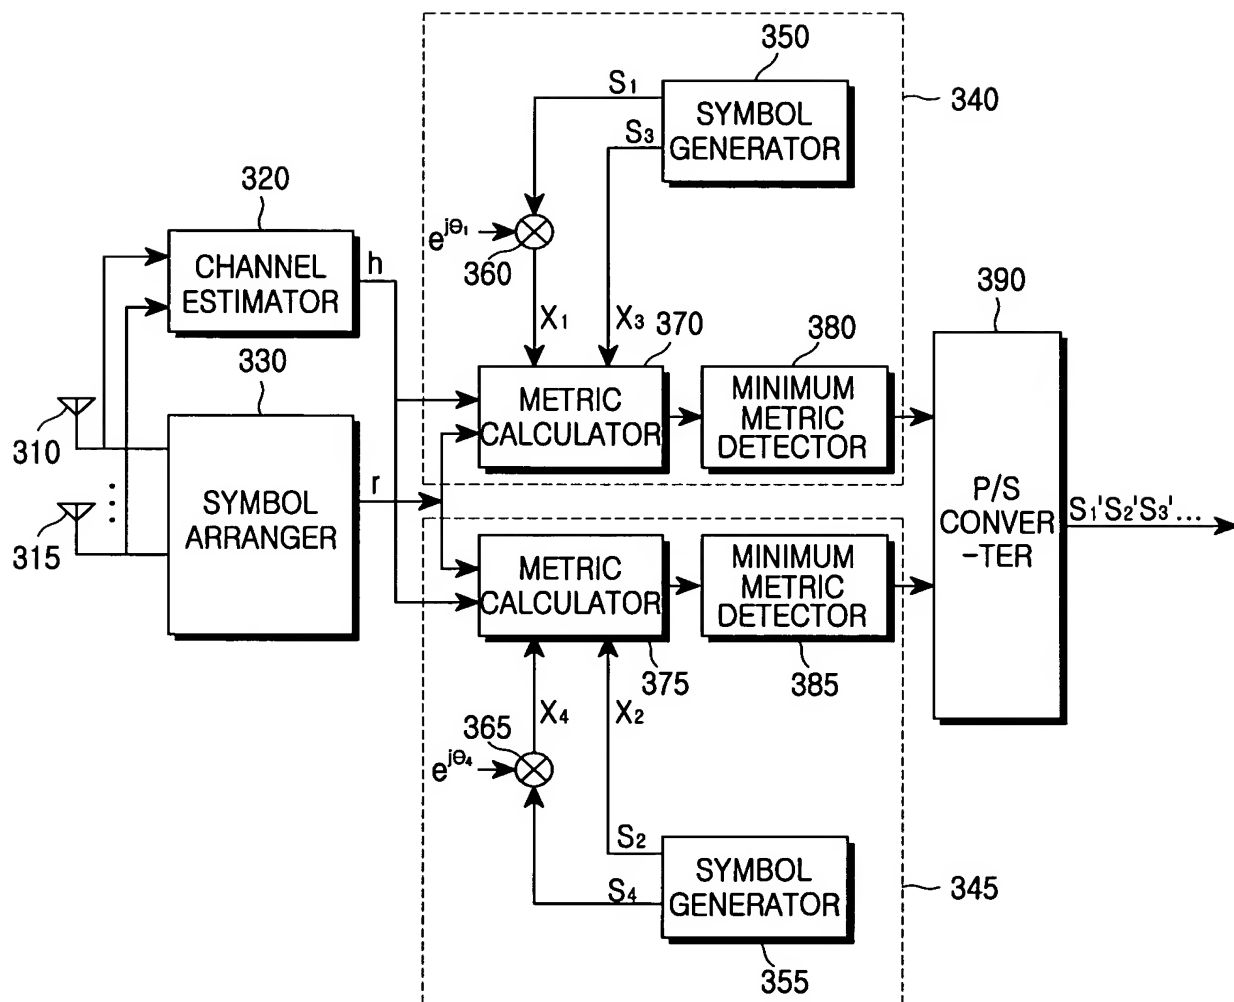 350
S1
SYMBOL
GENERATOR
S3
340
320
CHANNEL
ESTIMATOR
h
e^jθ1
360
X1
X3
370
380
390
330
310
METRIC
CALCULATOR
MINIMUM
METRIC
DETECTOR
SYMBOL
ARRANGER
r
315
P/S
CONVER
-TER
S1'S2'S3'...
METRIC
CALCULATOR
MINIMUM
METRIC
DETECTOR
375
385
365
X4
X2
e^jθ4
S2
SYMBOL
GENERATOR
S4
345
355